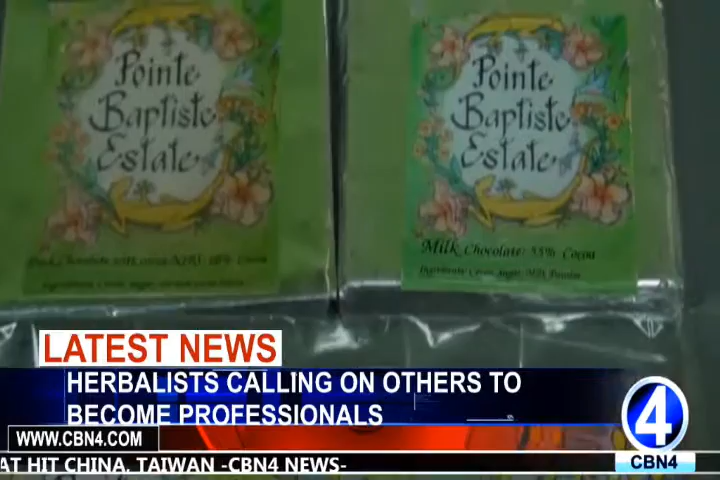 Pointe
Baptiste
Estate
Pointe
Baptiste
Estate
Milk Chocolate: 55% Cocoa
LATEST NEWS
HERBALISTS CALLING ON OTHERS TO
BECOME PROFESSIONALS
WWW.CBN4.COM
4
CBN4
AT HIT CHINA, TAIWAN -CBN4 NEWS-